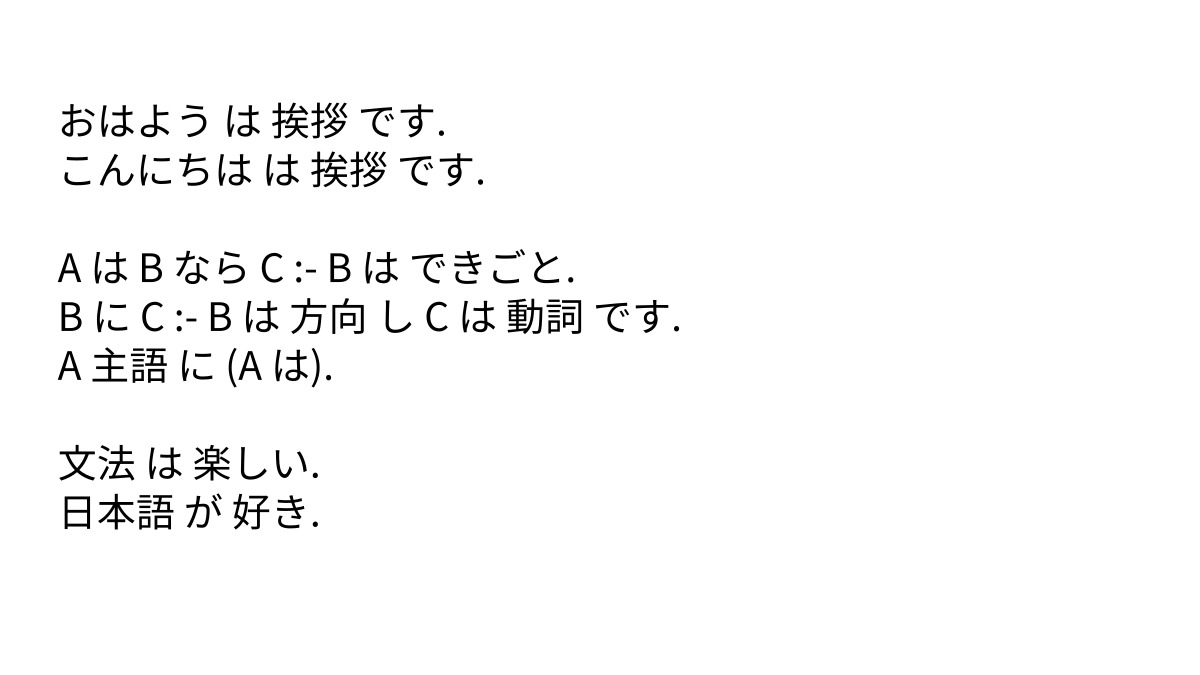 おはよう は 挨拶 です.
こんにちは は 挨拶 です.
A は B なら C :- B は できごと.
B に C :- B は 方向 し C は 動詞 です.
A 主語 に (A は).
文法 は 楽しい.
日本語 が 好き.